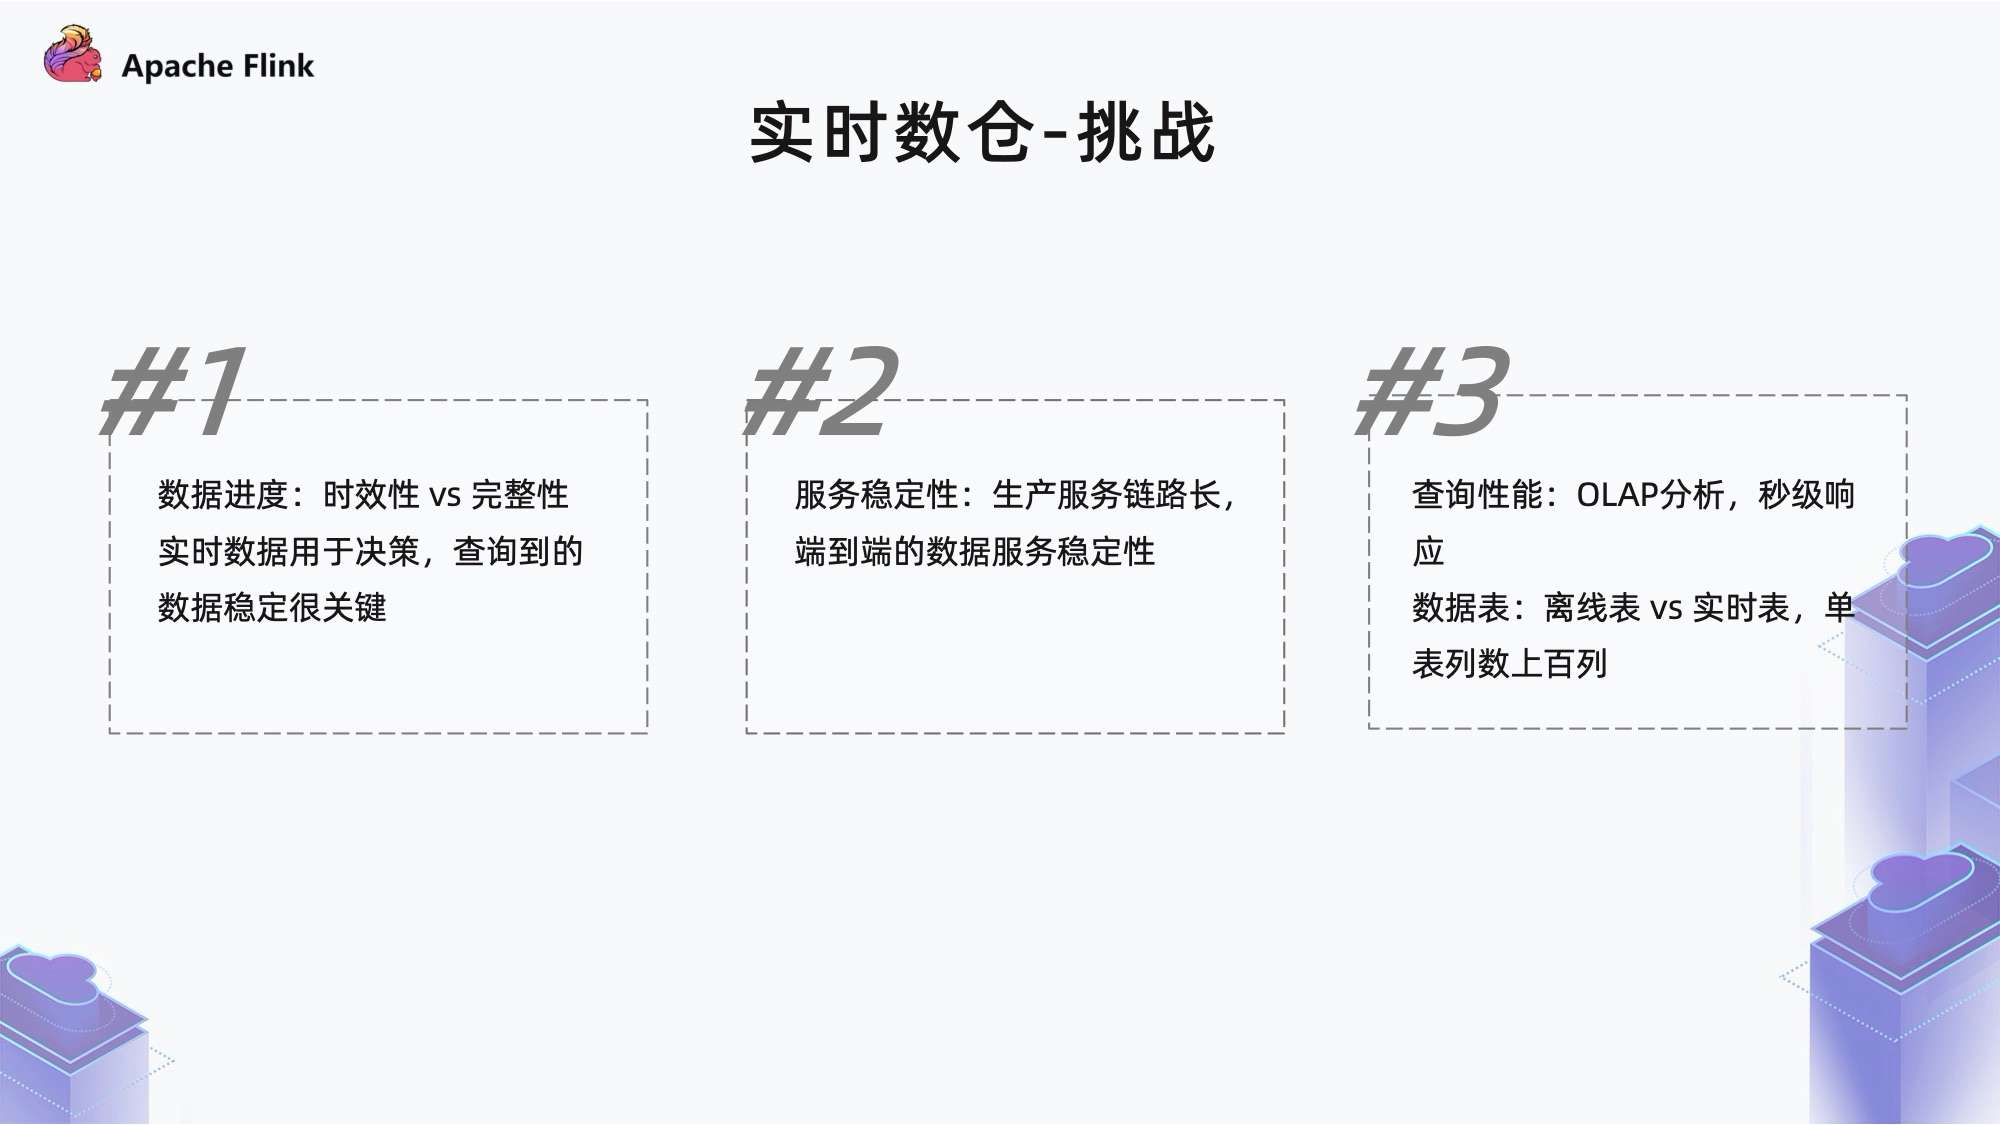 Apache Flink
实时数仓-挑战
#1
数据进度：时效性 vs 完整性
实时数据用于决策，查询到的
数据稳定很关键
#2
服务稳定性：生产服务链路长，
端到端的数据服务稳定性
#3
查询性能：OLAP分析，秒级响
应
数据表：离线表 vs 实时表，单
表列数上百列